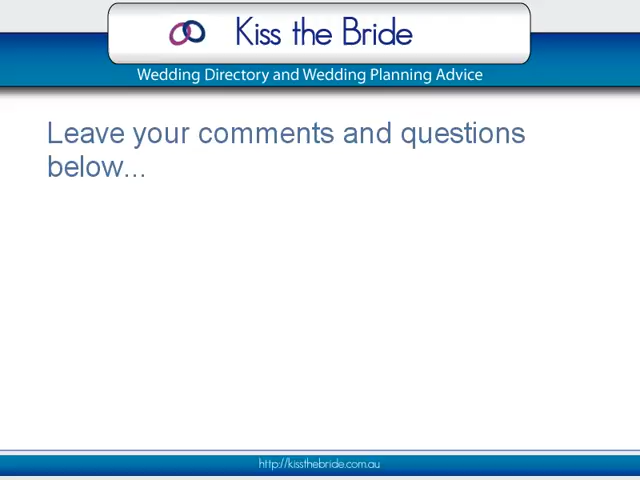 Kiss the Bride
Wedding Directory and Wedding Planning Advice
Leave your comments and questions
below...
http://kissthebride.com.au